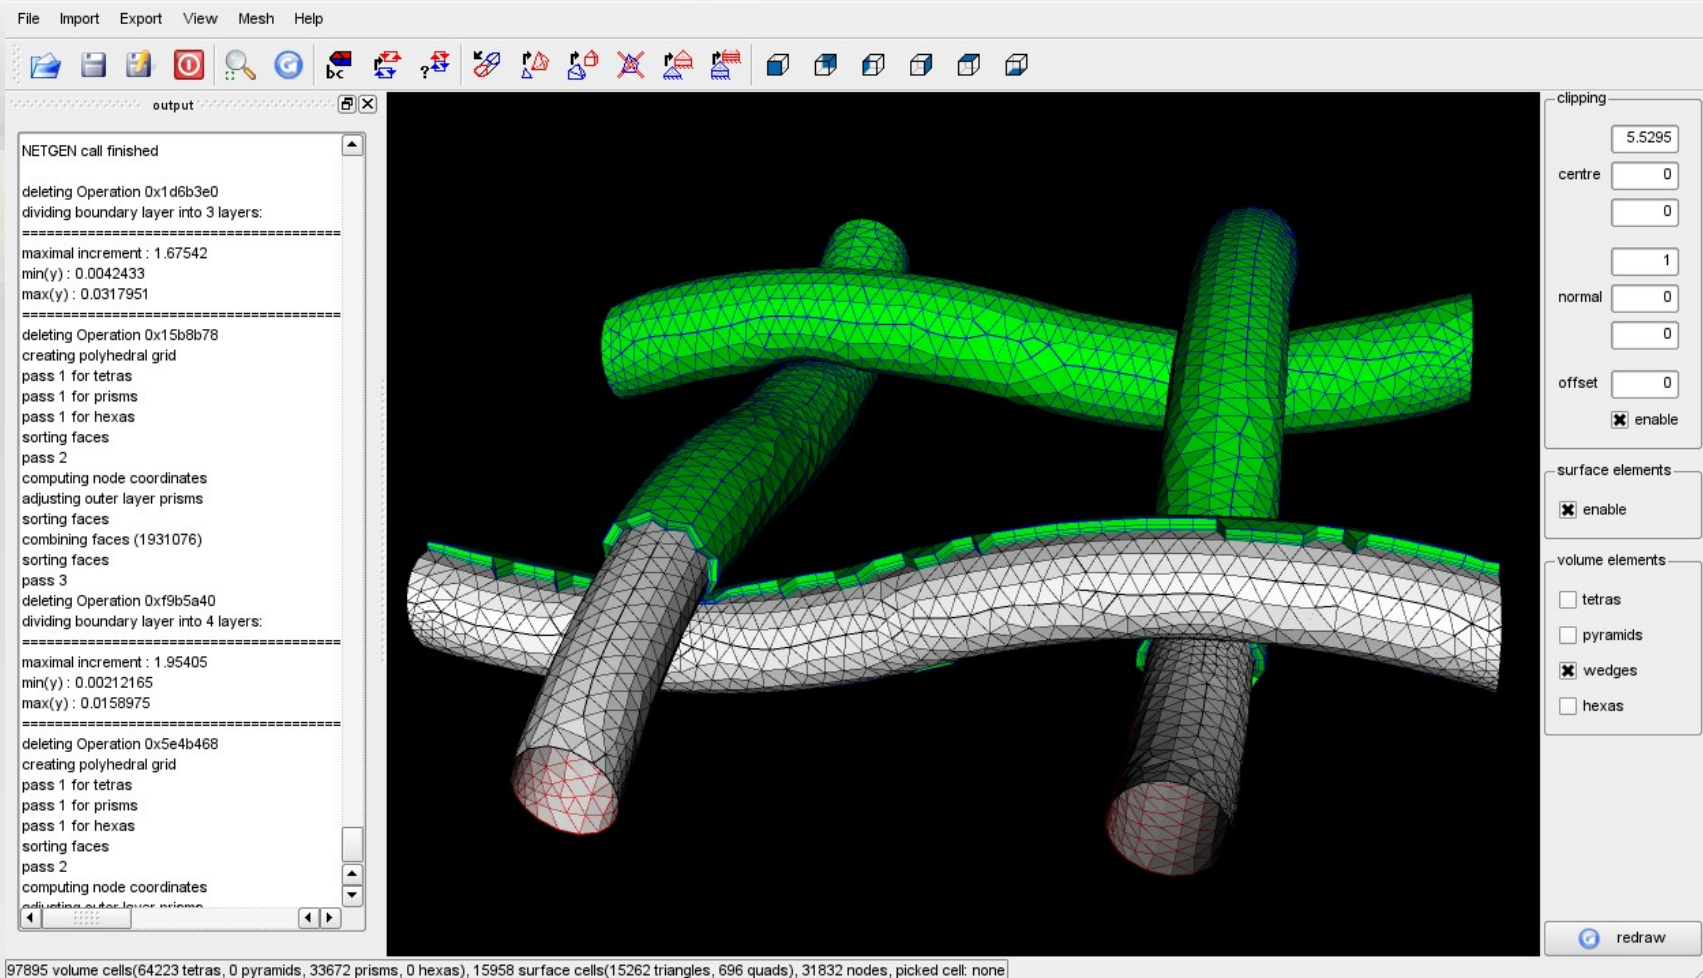 File Import Export View Mesh Help
bc
output
NETGEN call finished
deleting Operation 0x1d6b3e0
dividing boundary layer into 3 layers:
========================================
maximal increment : 1.67542
min(y) : 0.0042433
max(y) : 0.0317951
========================================
deleting Operation 0x15b8b78
creating polyhedral grid
pass 1 for tetras
pass 1 for prisms
pass 1 for hexas
sorting faces
pass 2
computing node coordinates
adjusting outer layer prisms
sorting faces
combining faces (1931076)
sorting faces
pass 3
deleting Operation 0xf9b5a40
dividing boundary layer into 4 layers:
========================================
maximal increment : 1.95405
min(y) : 0.00212165
max(y) : 0.0158975
========================================
deleting Operation 0x5e4b468
creating polyhedral grid
pass 1 for tetras
pass 1 for prisms
pass 1 for hexas
sorting faces
pass 2
computing node coordinates
adjusting outer layer prisms
clipping
5.5295
centre 0
0
1
normal 0
0
offset 0
enable
surface elements
enable
volume elements
tetras
pyramids
wedges
hexas
redraw
97895 volume cells(64223 tetras, 0 pyramids, 33672 prisms, 0 hexas), 15958 surface cells(15262 triangles, 696 quads), 31832 nodes, picked cell: none